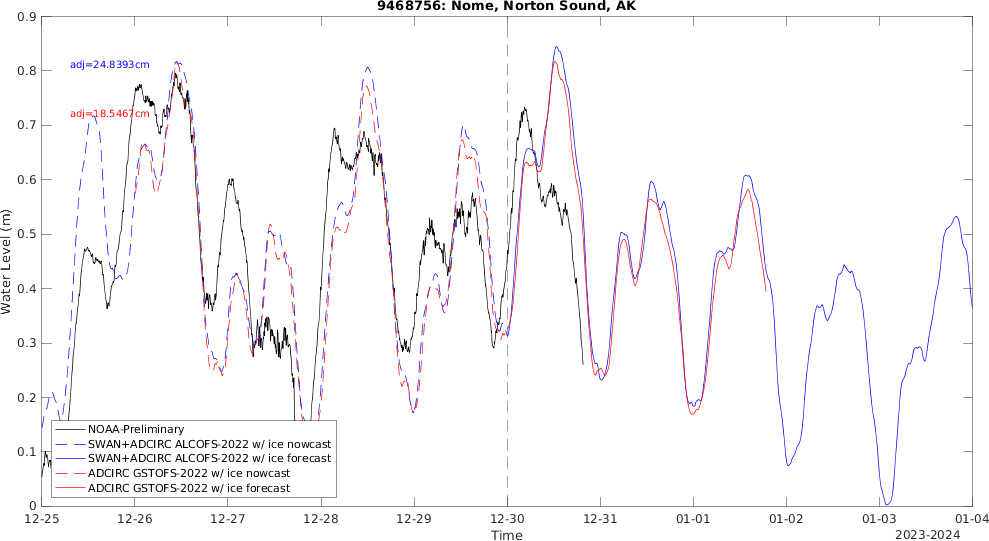 9468756: Nome, Norton Sound, AK
Water Level (m)
0.9
0.8
0.7
0.6
0.5
0.4
0.3
0.2
0.1
0
adj=24.8393cm
adj=18.5467cm
NOAA-Preliminary
SWAN+ADCIRC ALCOFS-2022 w/ ice nowcast
SWAN+ADCIRC ALCOFS-2022 w/ ice forecast
ADCIRC GSTOFS-2022 w/ ice nowcast
ADCIRC GSTOFS-2022 w/ ice forecast
12-25 12-26 12-27 12-28 12-29 12-30 12-31 01-01 01-02 01-03 01-04
Time
2023-2024